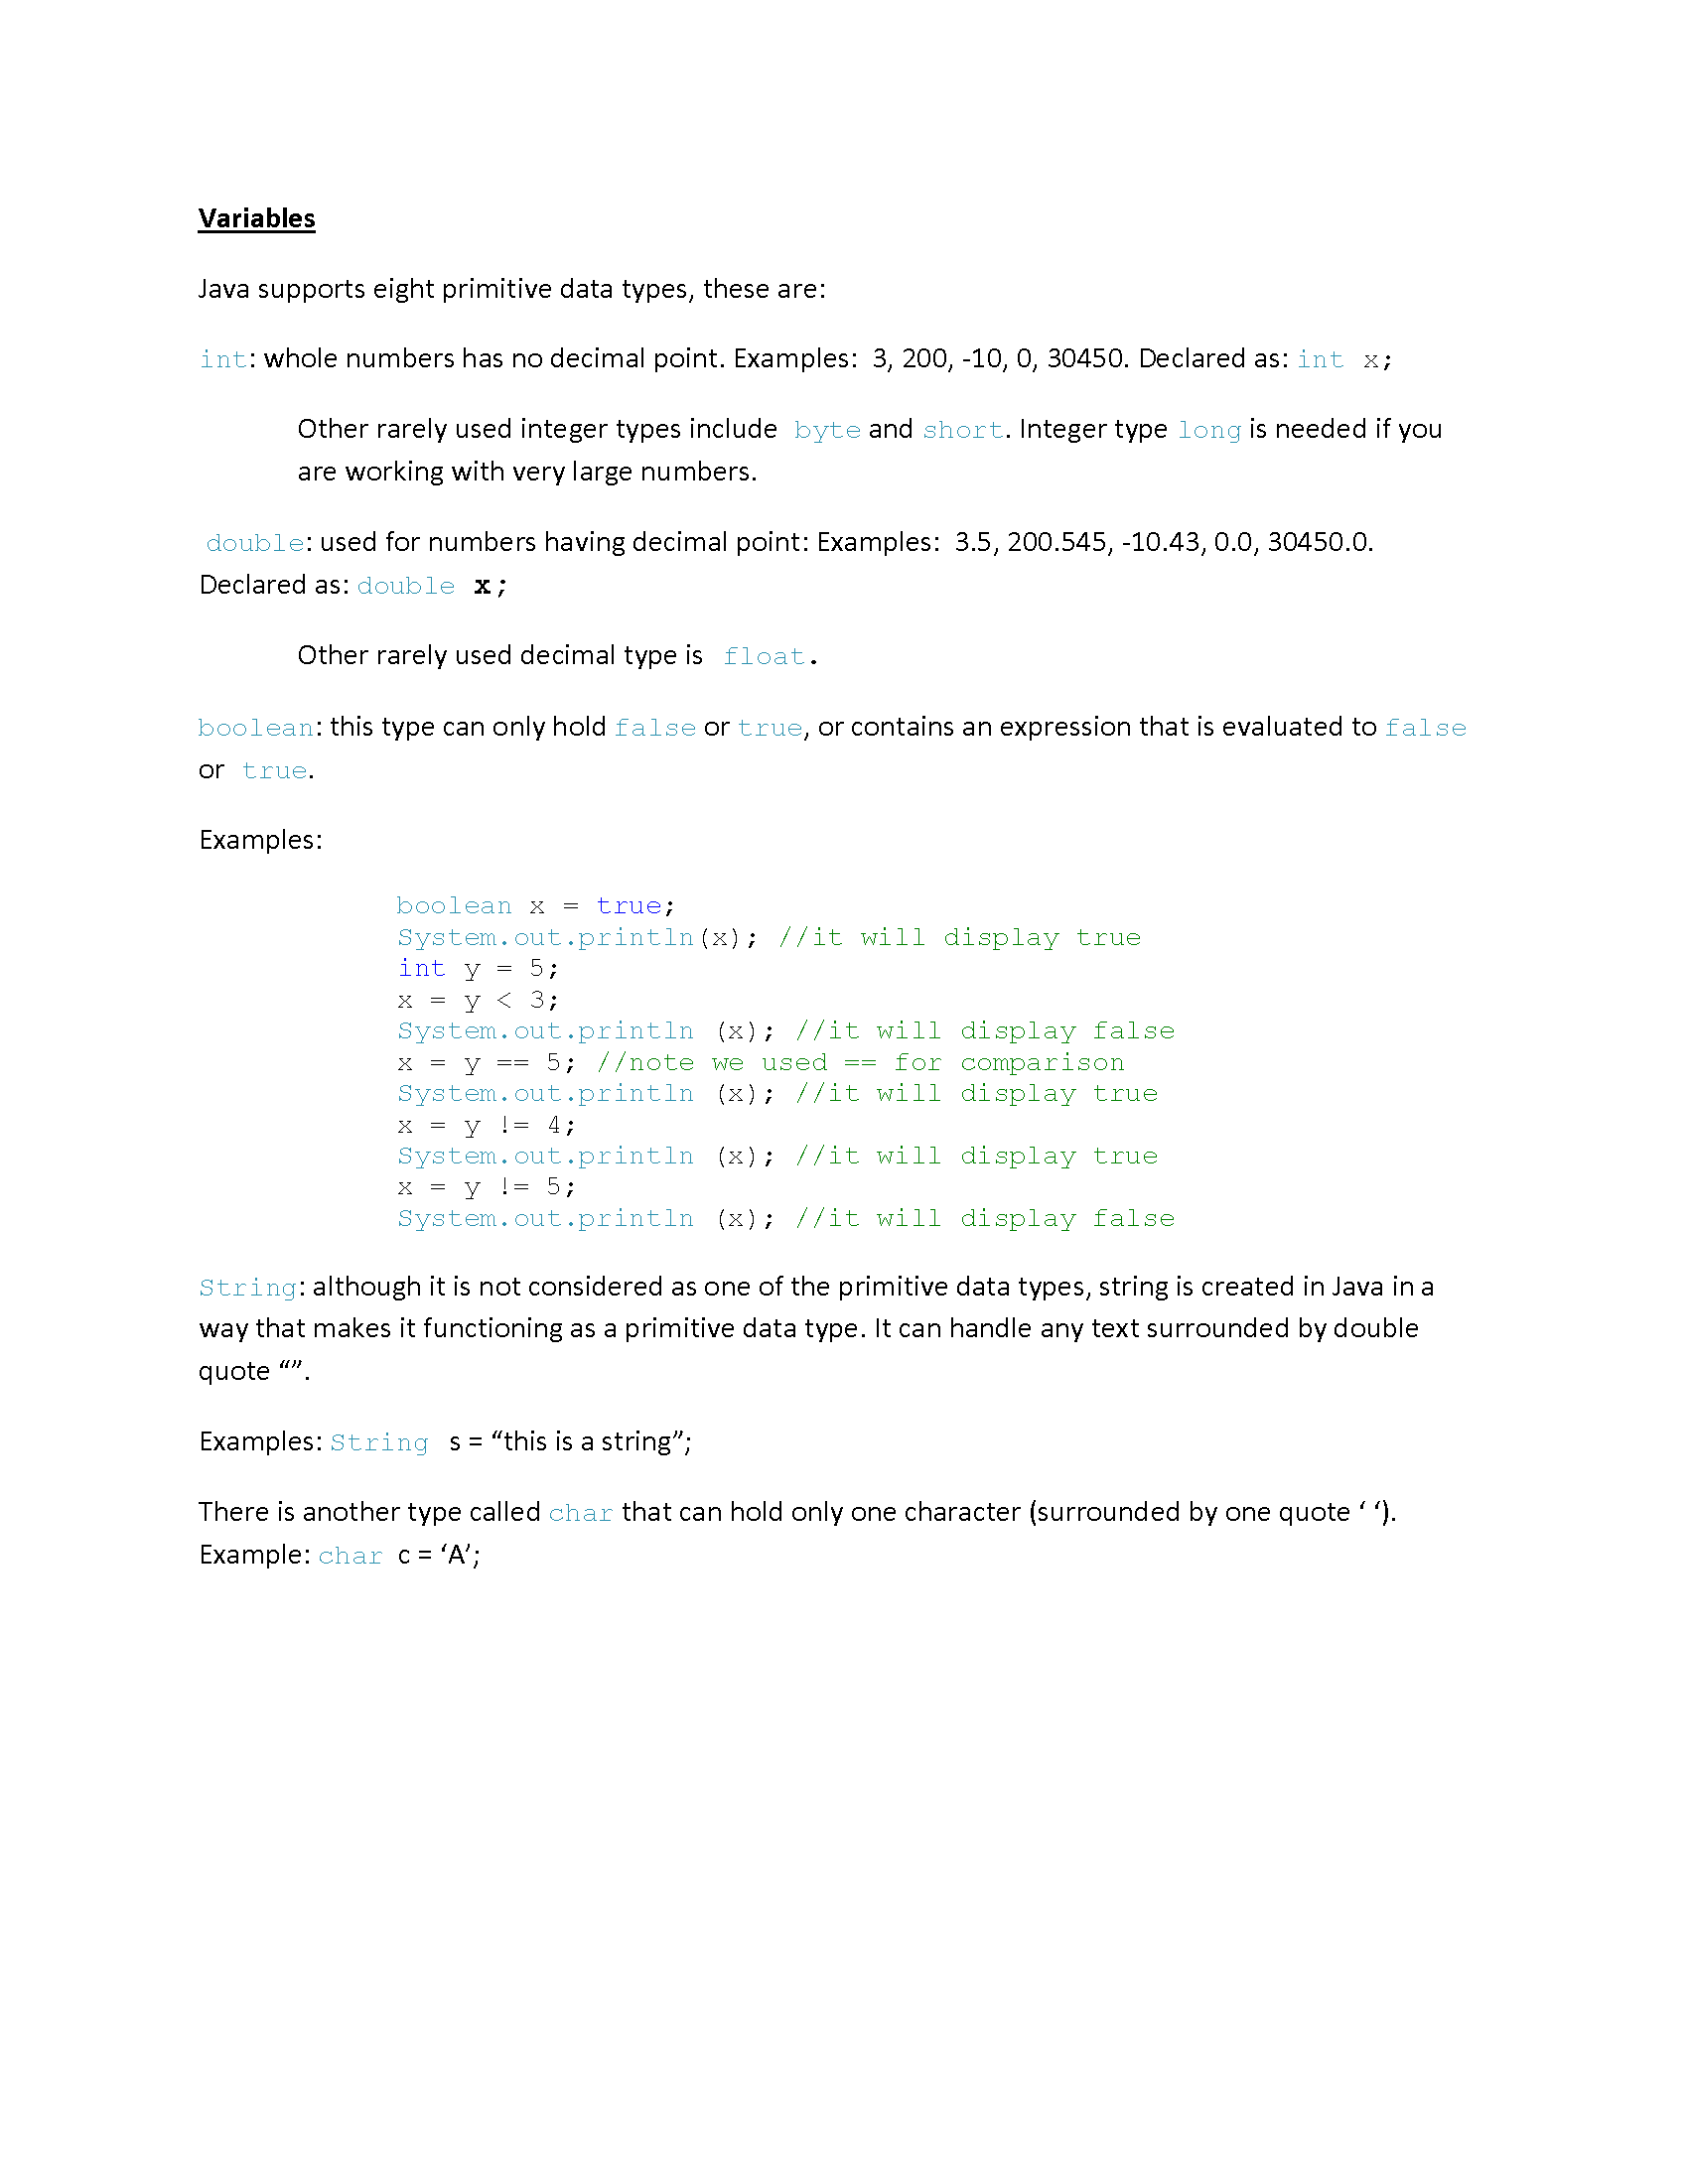 Variables
Java supports eight primitive data types, these are:
int: whole numbers has no decimal point. Examples:  3, 200, -10, 0, 30450. Declared as: int x;
Other rarely used integer types include  byte and short. Integer type long is needed if you
are working with very large numbers.
double: used for numbers having decimal point: Examples:  3.5, 200.545, -10.43, 0.0, 30450.0.
Declared as: double x;
Other rarely used decimal type is  float.
boolean: this type can only hold false or true, or contains an expression that is evaluated to false
or  true.
Examples:
boolean x = true;
System.out.println(x); //it will display true
int y = 5;
x = y < 3;
System.out.println (x); //it will display false
x = y == 5; //note we used == for comparison
System.out.println (x); //it will display true
x = y != 4;
System.out.println (x); //it will display true
x = y != 5;
System.out.println (x); //it will display false
String: although it is not considered as one of the primitive data types, string is created in Java in a
way that makes it functioning as a primitive data type. It can handle any text surrounded by double
quote “”.
Examples: String  s = “this is a string”;
There is another type called char that can hold only one character (surrounded by one quote ‘ ‘).
Example: char c = ‘A’;